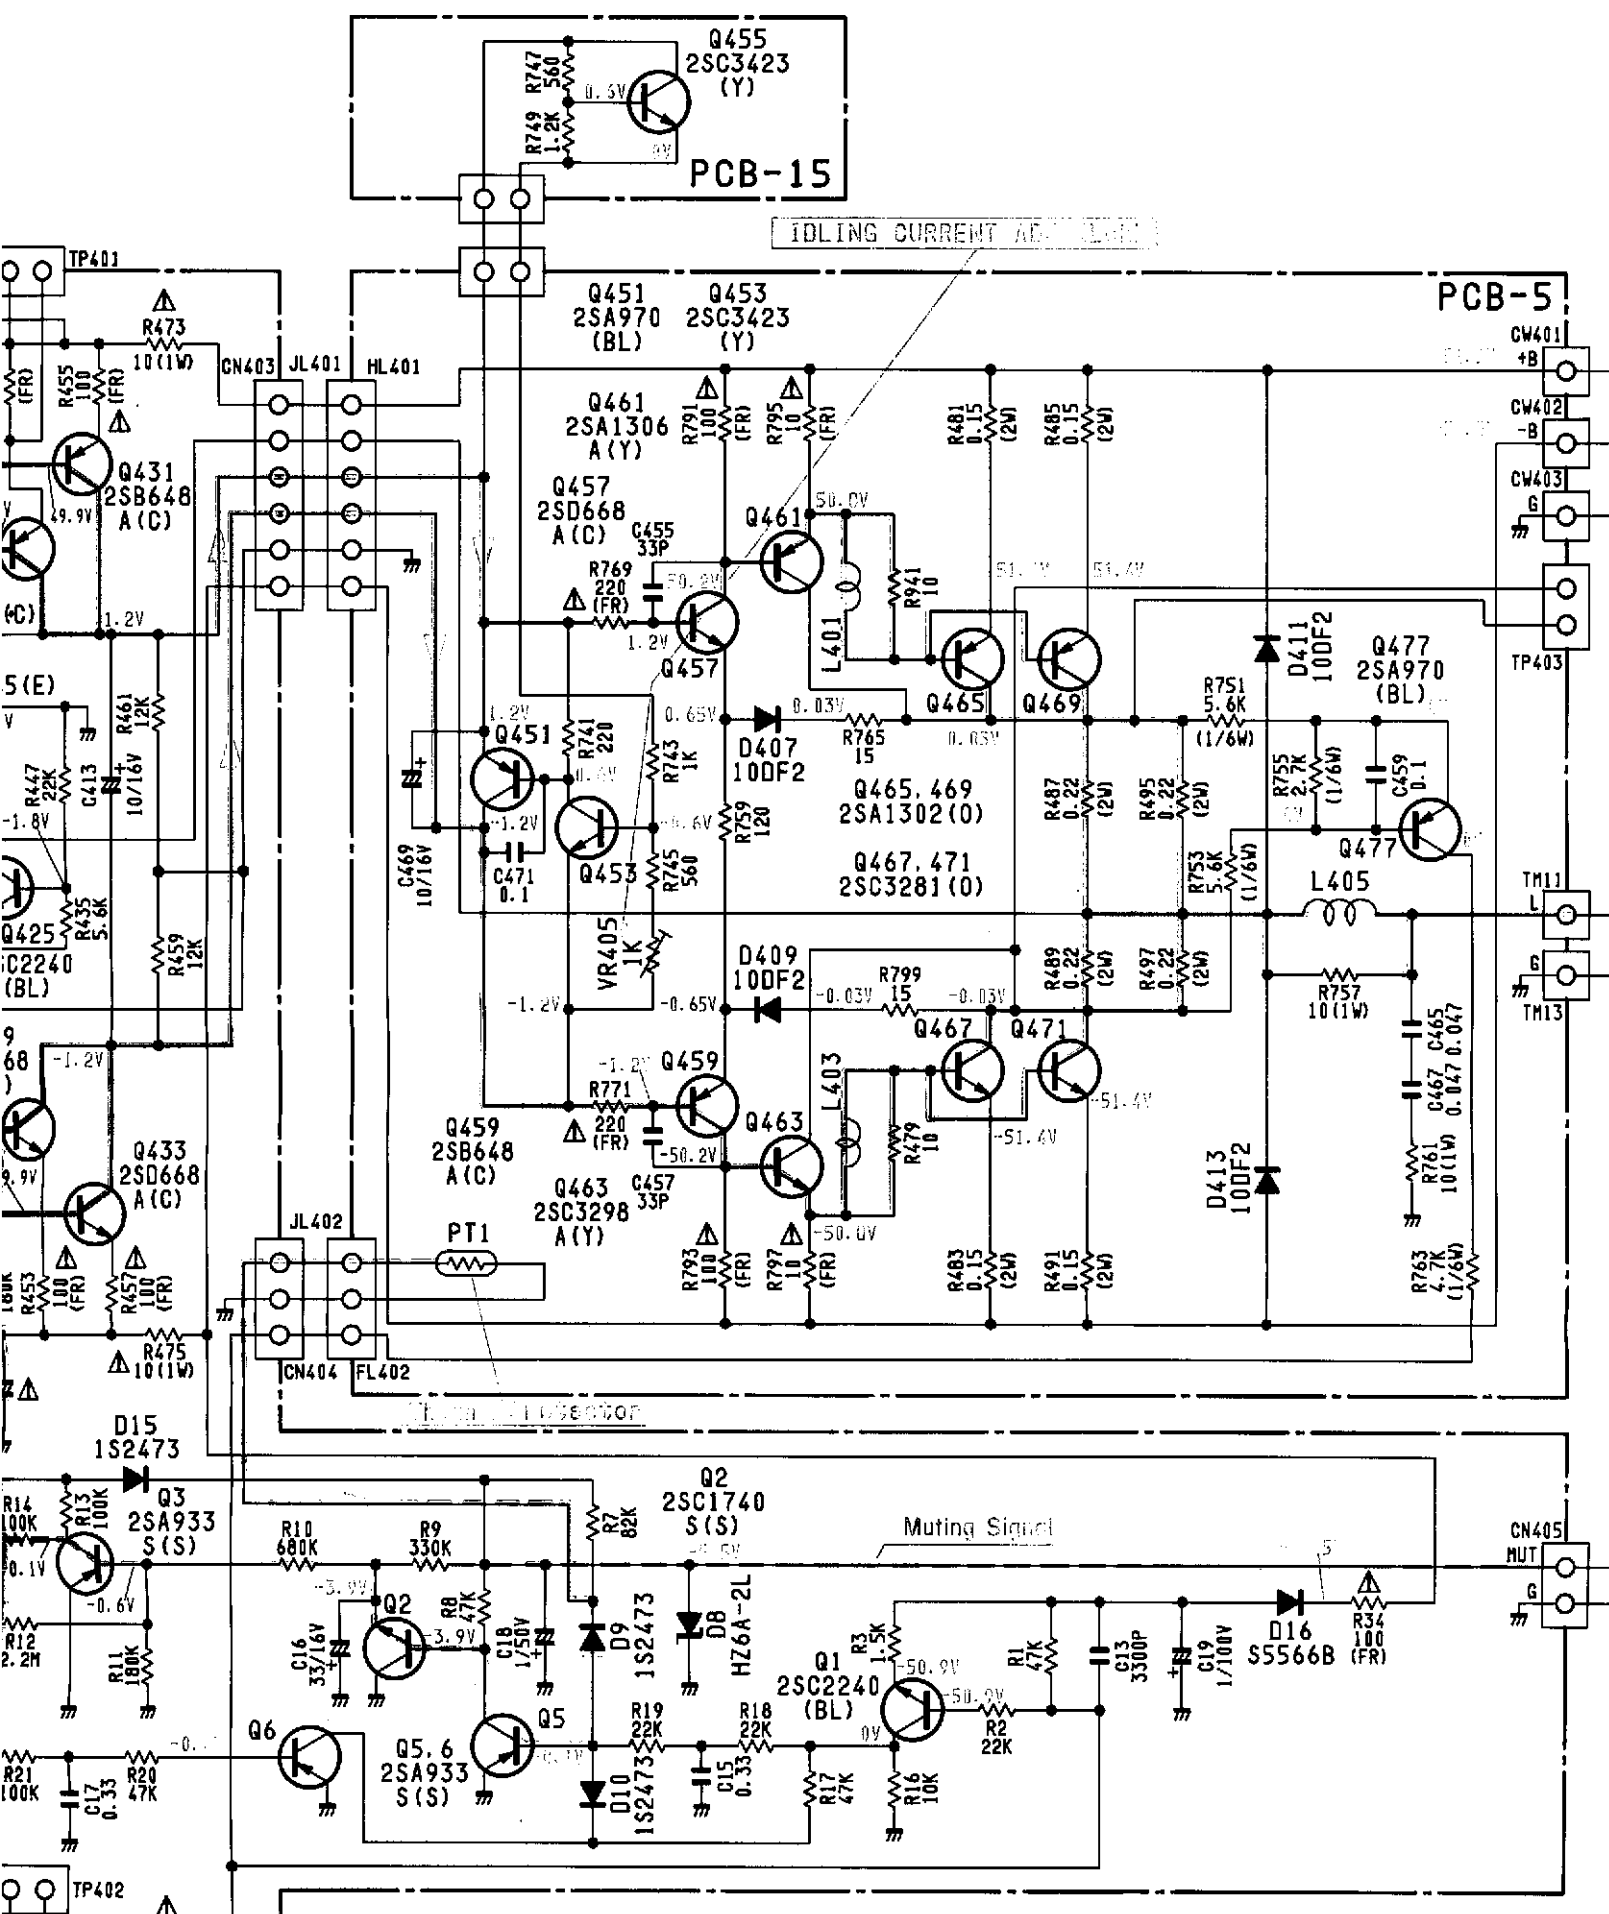 Q455
2SC3423
(Y)
R747
560
0.6V
R749
1.2K
0V
PCB-15
IDLING CURRENT
TP401
R473
10(1W)
CN403
JL401
HL401
Q451
2SA970
(BL)
Q453
2SC3423
(Y)
PCB-5
CW401
+B
CW402
-B
CW403
G
TP403
(FR)
R455
100
(FR)
Q431
2SB648
A(C)
49.9V
1.2V
Q461
2SA1306
A(Y)
Q457
2SD668
A(C)
C455
33P
R769
220
(FR)
R791
100
(FR)
R795
10
(FR)
R481
0.15
(2W)
R485
0.15
(2W)
50.0V
Q461
50.2V
1.2V
Q457
L401
R941
10
51.4V
Q465
Q469
D411
10DF2
Q477
2SA970
(BL)
5(E)
V
R461
12K
R447
22K
C413
10/16V
-1.8V
R435
5.6K
Q425
(BL)
R459
12K
1.2V
Q451
R741
220
R743
1K
0.65V
0.03V
D407
10DF2
R765
15
0.03V
R751
5.6K
(1/6W)
R755
2.7K
(1/6W)
C459
0.1
-1.2V
Q453
-0.6V
R745
560
R759
120
Q465.469
2SA1302(O)
R487
0.22
(2W)
R495
0.22
(2W)
C469
10/16V
C471
0.1
Q467.471
2SC3281(O)
R753
5.6K
(1/6W)
Q477
L405
TM11
L
VR405
1K
D409
10DF2
R489
0.22
(2W)
R497
0.22
(2W)
R757
10(1W)
G
TM13
-1.2V
-0.65V
-0.03V
R799
15
-0.03V
Q467
Q471
C465
0.047
C467
0.047
R761
10(1W)
-1.2V
Q459
-1.2V
R771
220
(FR)
-50.2V
C457
33P
Q463
L403
R479
10
-51.4V
-51.4V
D413
10DF2
Q433
2SD668
A(C)
Q459
2SB648
A(C)
Q463
2SC3298
A(Y)
-50.0V
JL402
PT1
R793
100
(FR)
R797
10
(FR)
R483
0.15
(2W)
R491
0.15
(2W)
R763
4.7K
(1/6W)
R453
100
(FR)
R457
100
(FR)
R475
10(1W)
CN404
FL402
D15
1S2473
R14
100K
R13
100K
Q3
2SA933
S(S)
R10
680K
R9
330K
Q2
2SC1740
S(S)
R7
82K
Muting Signal
CN405
MUT
G
-0.6V
-3.9V
Q2
R8
47K
-3.9V
R12
2.2M
R11
180K
C16
33/16V
C18
1/50V
D9
1S2473
D8
HZ6A-2L
R3
1.5K
Q1
2SC2240
(BL)
-50.9V
-50.9V
R1
47K
C13
3300P
C19
1/100V
D16
S5566B
R34
100
(FR)
R2
22K
0V
Q6
Q5
Q5.6
2SA933
S(S)
R19
22K
R18
22K
R21
100K
C17
0.33
R20
47K
D10
1S2473
C15
0.33
R17
47K
R16
10K
TP402